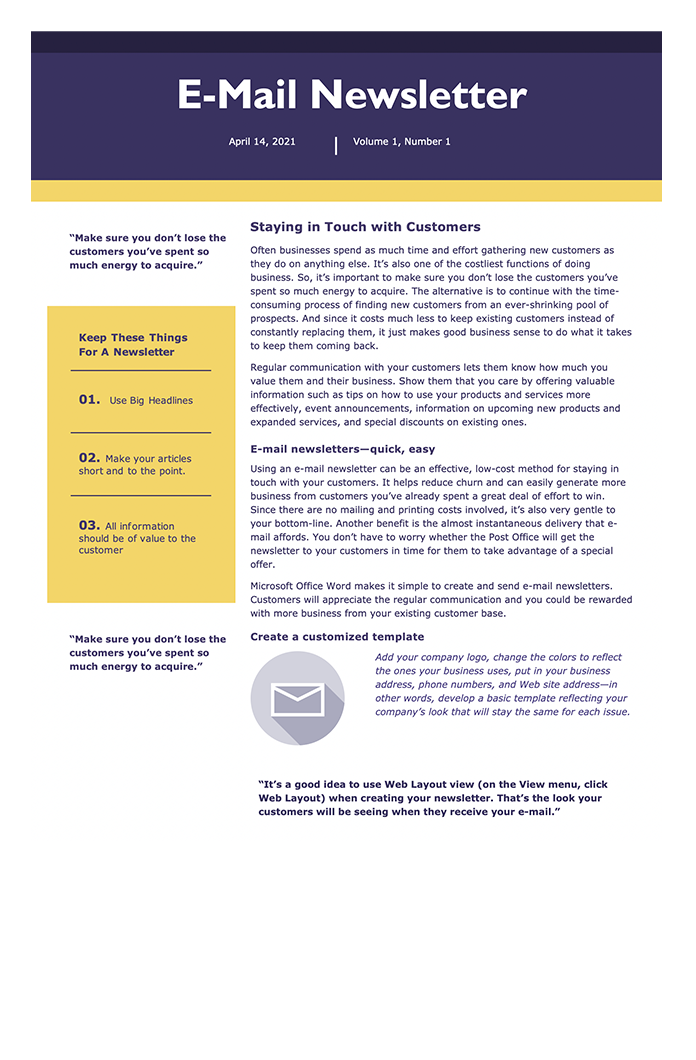 E-Mail Newsletter
April 14, 2021 | Volume 1, Number 1
“Make sure you don’t lose the
customers you’ve spent so
much energy to acquire.”
Keep These Things
For A Newsletter
01. Use Big Headlines
02. Make your articles
short and to the point.
03. All information
should be of value to the
customer
“Make sure you don’t lose the
customers you’ve spent so
much energy to acquire.”
Staying in Touch with Customers
Often businesses spend as much time and effort gathering new customers as
they do on anything else. It’s also one of the costliest functions of doing
business. So, it’s important to make sure you don’t lose the customers you’ve
spent so much energy to acquire. The alternative is to continue with the time-
consuming process of finding new customers from an ever-shrinking pool of
prospects. And since it costs much less to keep existing customers instead of
constantly replacing them, it just makes good business sense to do what it takes
to keep them coming back.
Regular communication with your customers lets them know how much you
value them and their business. Show them that you care by offering valuable
information such as tips on how to use your products and services more
effectively, event announcements, information on upcoming new products and
expanded services, and special discounts on existing ones.
E-mail newsletters—quick, easy
Using an e-mail newsletter can be an effective, low-cost method for staying in
touch with your customers. It helps reduce churn and can easily generate more
business from customers you’ve already spent a great deal of effort to win.
Since there are no mailing and printing costs involved, it’s also very gentle to
your bottom-line. Another benefit is the almost instantaneous delivery that e-
mail affords. You don’t have to worry whether the Post Office will get the
newsletter to your customers in time for them to take advantage of a special
offer.
Microsoft Office Word makes it simple to create and send e-mail newsletters.
Customers will appreciate the regular communication and you could be rewarded
with more business from your existing customer base.
Create a customized template
Add your company logo, change the colors to reflect
the ones your business uses, put in your business
address, phone numbers, and Web site address—in
other words, develop a basic template reflecting your
company’s look that will stay the same for each issue.
“It’s a good idea to use Web Layout view (on the View menu, click
Web Layout) when creating your newsletter. That’s the look your
customers will be seeing when they receive your e-mail.”